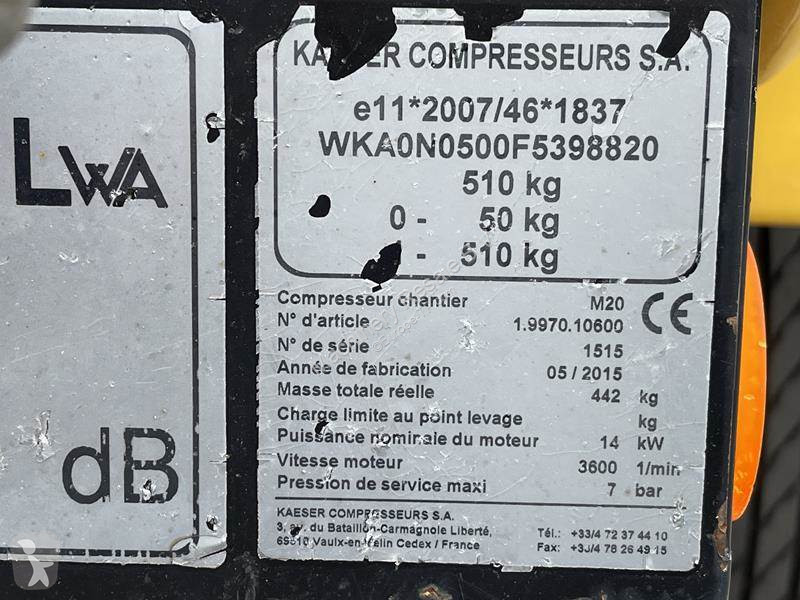 LWA
dB
KAESER COMPRESSEURS S.A.
e11*2007/46*1837
WKA0N0500F5398820
510 kg
0 - 50 kg
- 510 kg
Compresseur chantier M20
N° d'article 1.9970.10600
CE
N° de série 1515
Année de fabrication 05 / 2015
Masse totale réelle 442 kg
Charge limite au point levage kg
Puissance nominale du moteur 14 kW
Vitesse moteur 3600 1/min
Pression de service maxi 7 bar
KAESER COMPRESSEURS S.A.
3, av. du Bataillon-Carmagnole Liberté,
69510 Vaulx-en-Velin Cedex / France
Tél.: +33/4 72 37 44 10
Fax: +33/4 78 26 49 15